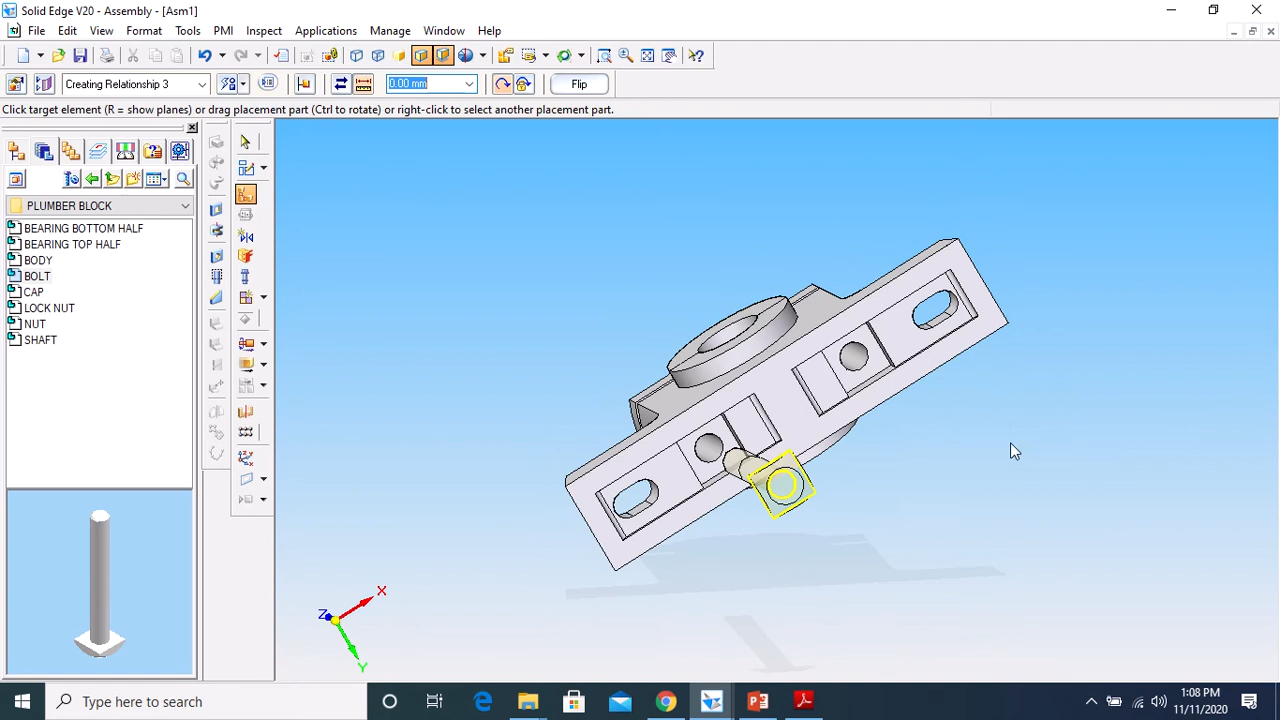 Solid Edge V20 - Assembly - [Asm1]
File Edit View Format Tools PMI Inspect Applications Manage Window Help
Creating Relationship 3
0.00 mm
Flip
Click target element (R = show planes) or drag placement part (Ctrl to rotate) or right-click to select another placement part.
PLUMBER BLOCK
BEARING BOTTOM HALF
BEARING TOP HALF
BODY
BOLT
CAP
LOCK NUT
NUT
SHAFT
X
Z
Y
Type here to search
1:08 PM
11/11/2020